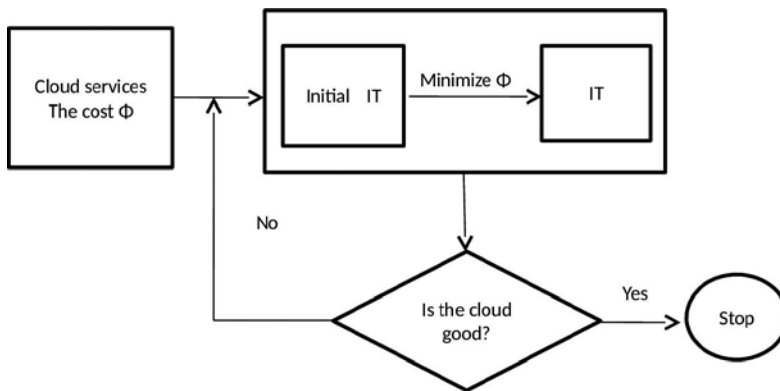 Cloud services
The cost Φ
Initial IT
Minimize Φ
IT
No
Is the cloud
good?
Yes
Stop